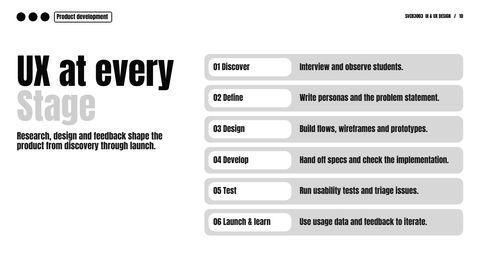 Product development
SVCB3003 UI & UX DESIGN / 10
UX at every
Stage
Research, design and feedback shape the
product from discovery through launch.
01 Discover
Interview and observe students.
02 Define
Write personas and the problem statement.
03 Design
Build flows, wireframes and prototypes.
04 Develop
Hand off specs and check the implementation.
05 Test
Run usability tests and triage issues.
06 Launch & learn
Use usage data and feedback to iterate.